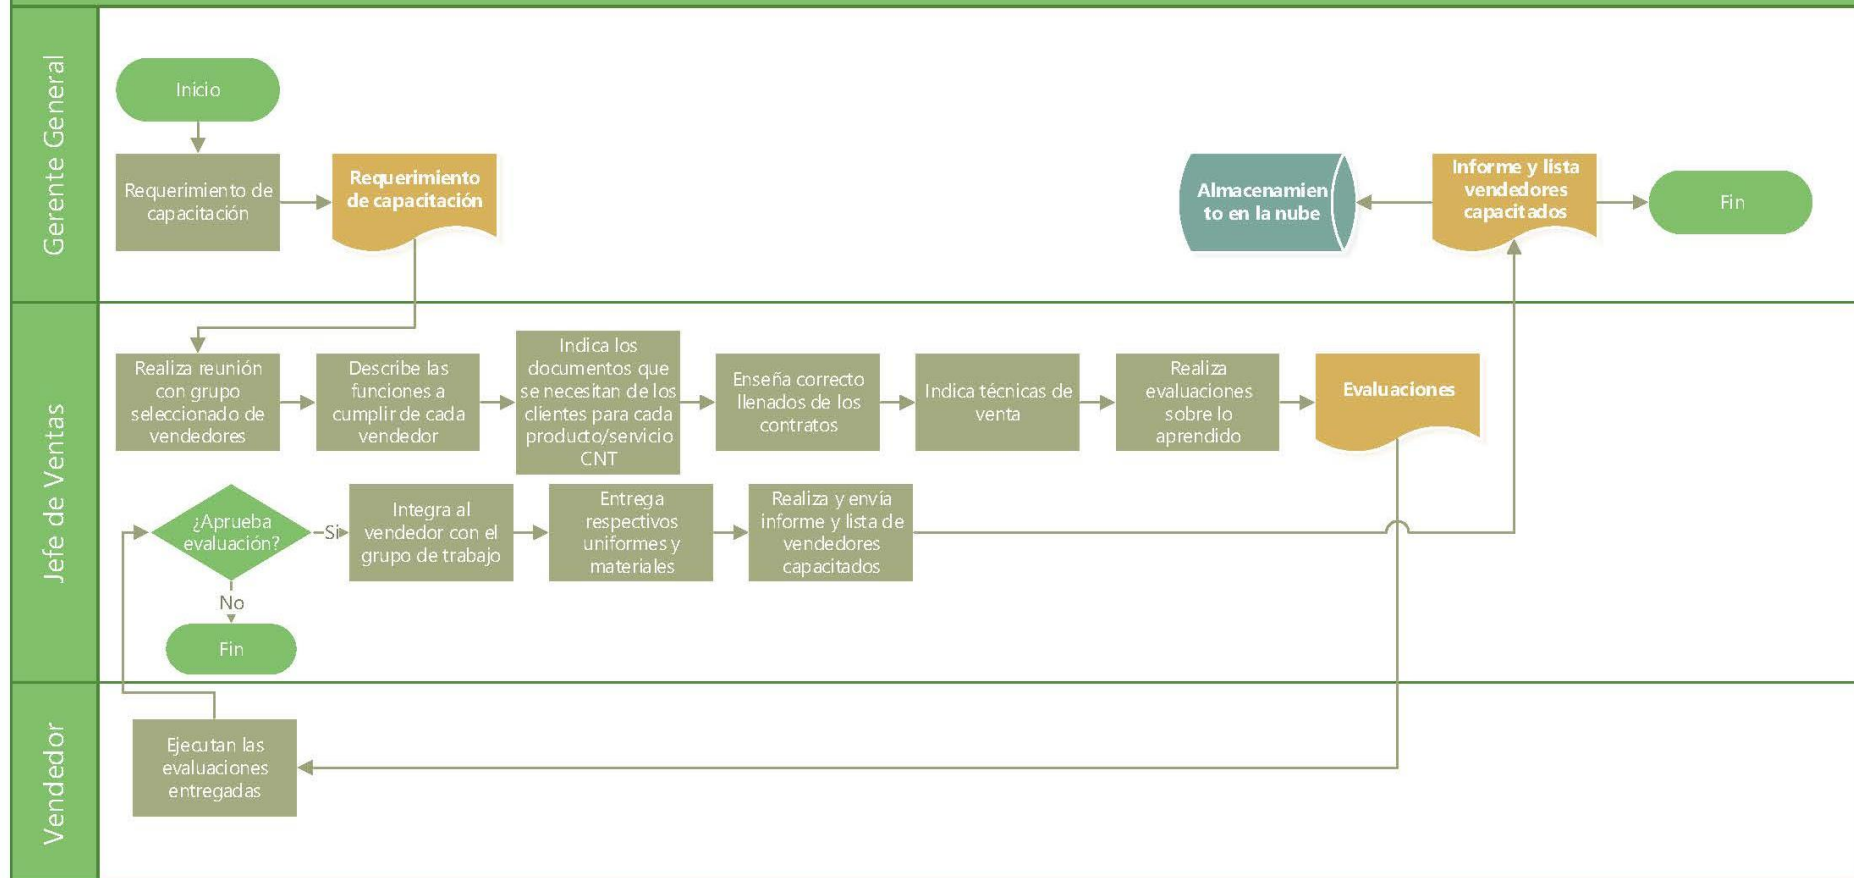 Gerente General
Inicio
Requerimiento de
capacitación
Requerimiento
de capacitación
Almacenamien
to en la nube
Informe y lista
vendedores
capacitados
Fin
Jefe de Ventas
Realiza reunión
con grupo
seleccionado de
vendedores
Describe las
funciones a
cumplir de cada
vendedor
Indica los
documentos que
se necesitan de los
clientes para cada
producto/servicio
CNT
Enseña correcto
llenados de los
contratos
Indica técnicas de
venta
Realiza
evaluaciones
sobre lo
aprendido
Evaluaciones
¿Aprueba
evaluación?
Si
No
Fin
Integra al
vendedor con el
grupo de trabajo
Entrega
respectivos
uniformes y
materiales
Realiza y envia
informe y lista de
vendedores
capacitados
Vendedor
Ejecutan las
evaluaciones
entregadas